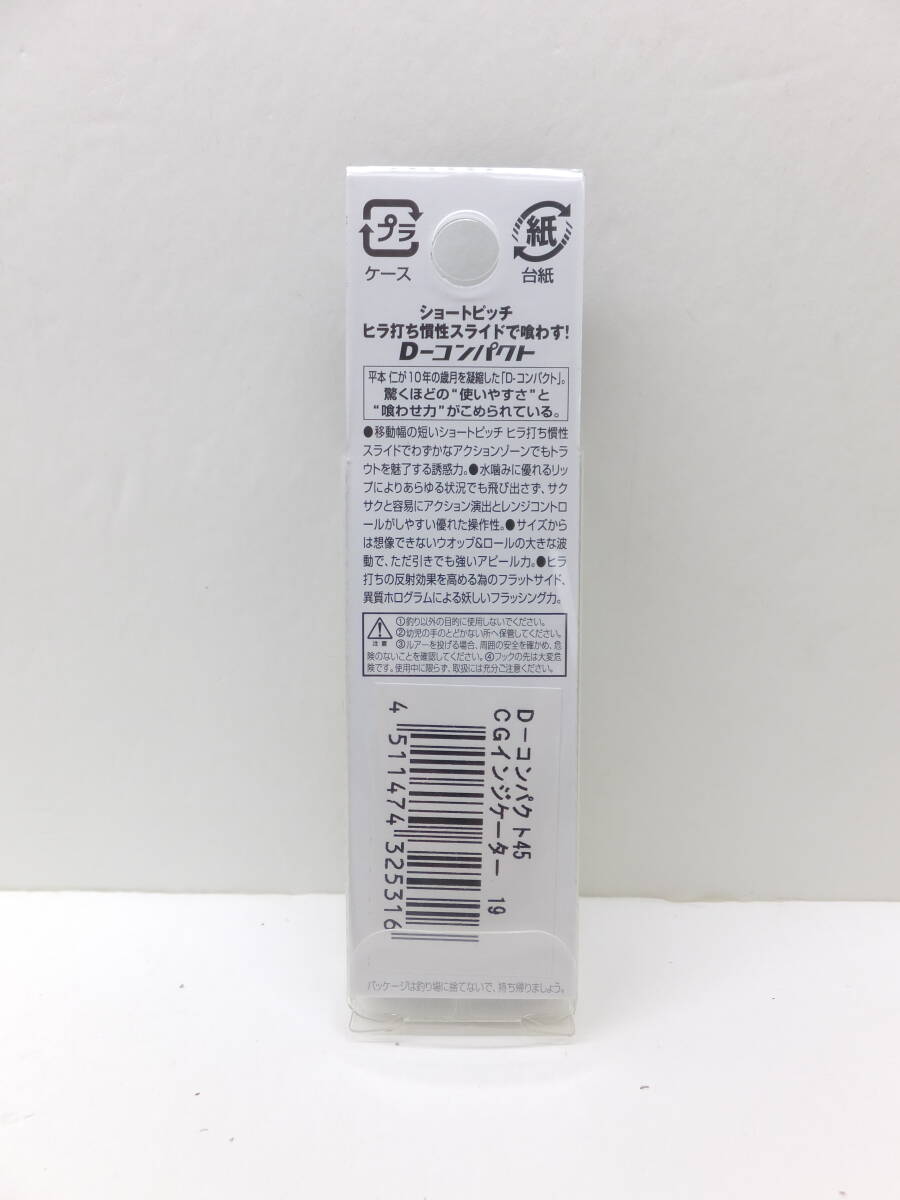 プラ
ケース
紙
台紙
ショートピッチ
ヒラ打ち慣性スライドで喰わす!
D-コンパクト
平本 仁が10年の歳月を凝縮した「D-コンパクト」。
驚くほどの“使いやすさ”と
“喰わせ力”がこめられている。
●移動幅の短いショートピッチ ヒラ打ち慣性
スライドでわずかなアクションゾーンでもトラ
ウトを魅了する誘惑力。●水噛みに優れるリッ
プによりあらゆる状況でも飛び出さず、サク
サクと容易にアクション演出とレンジコントロ
ールがしやすい優れた操作性。●サイズから
は想像できないウオップ&ロールの大きな波
動で、ただ引きでも強いアピール力。●ヒラ
打ちの反射効果を高める為のフラットサイド、
異質ホログラムによる妖しいフラッシング力。
注意
①釣り以外の目的に使用しないでください。
②幼児の手のとどかない所へ保管してください。
③ルアーを投げる場合、周囲の安全を確かめ、危
険のないことを確認してください。④フックの先は大変危
険です。使用中に限らず、取扱には充分ご注意ください。
D-コンパクト45
CGインジケーター 19
4 511474 325316
パッケージは釣り場に捨てないで、持ち帰りましょう。